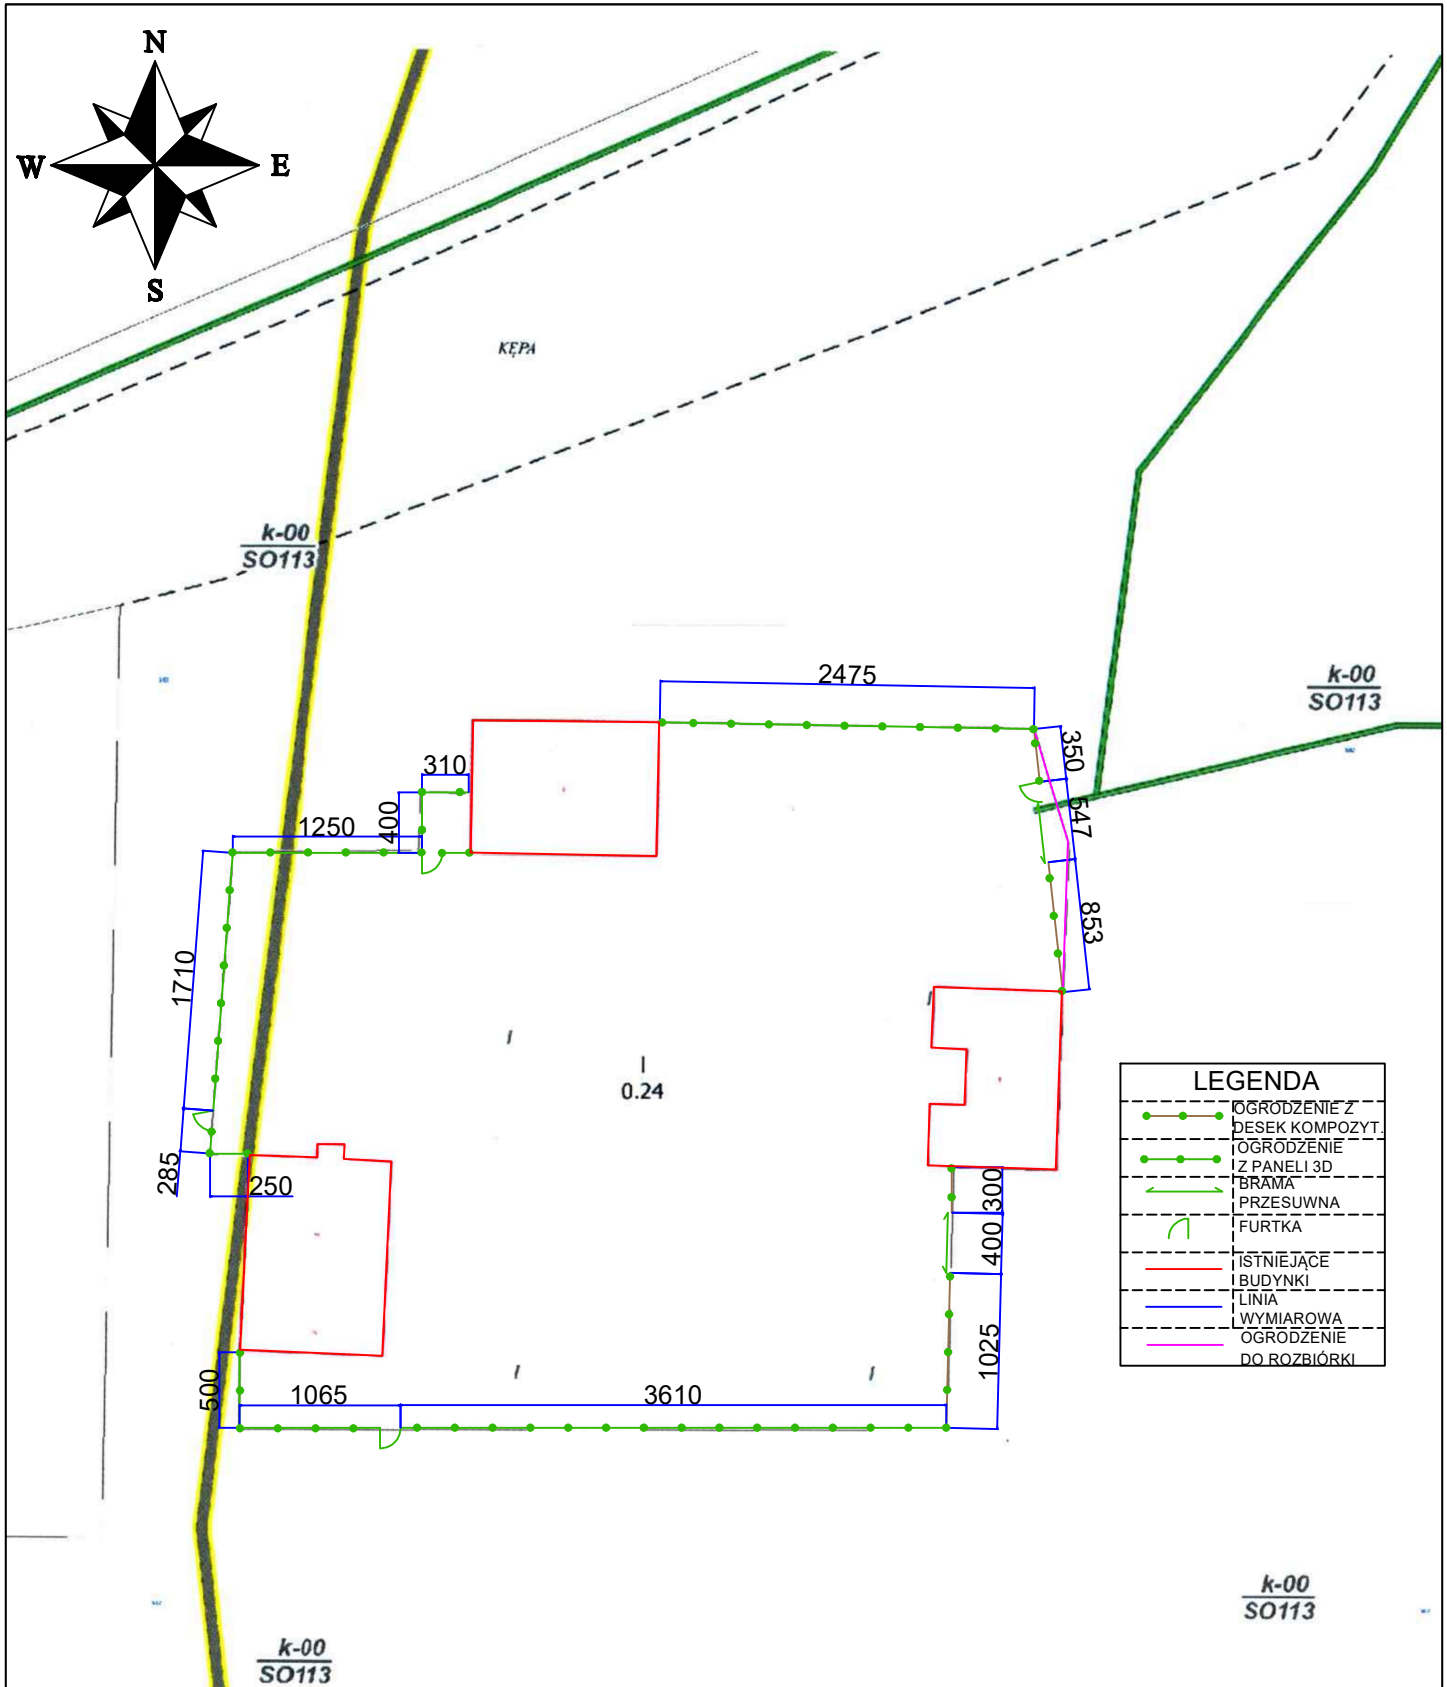 N
W
E
S
KĘPA
k-00
SO113
k-00
SO113
2475
350
310
547
400
1250
853
1710
I
I
I
0.24
285
250
300
400
1025
500
1065
3610
I
I
LEGENDA
OGRODZENIE Z
DESEK KOMPOZYT.
OGRODZENIE
Z PANELI 3D
BRAMA
PRZESUWNA
FURTKA
ISTNIEJĄCE
BUDYNKI
LINIA
WYMIAROWA
OGRODZENIE
DO ROZBIÓRKI
k-00
SO113
k-00
SO113